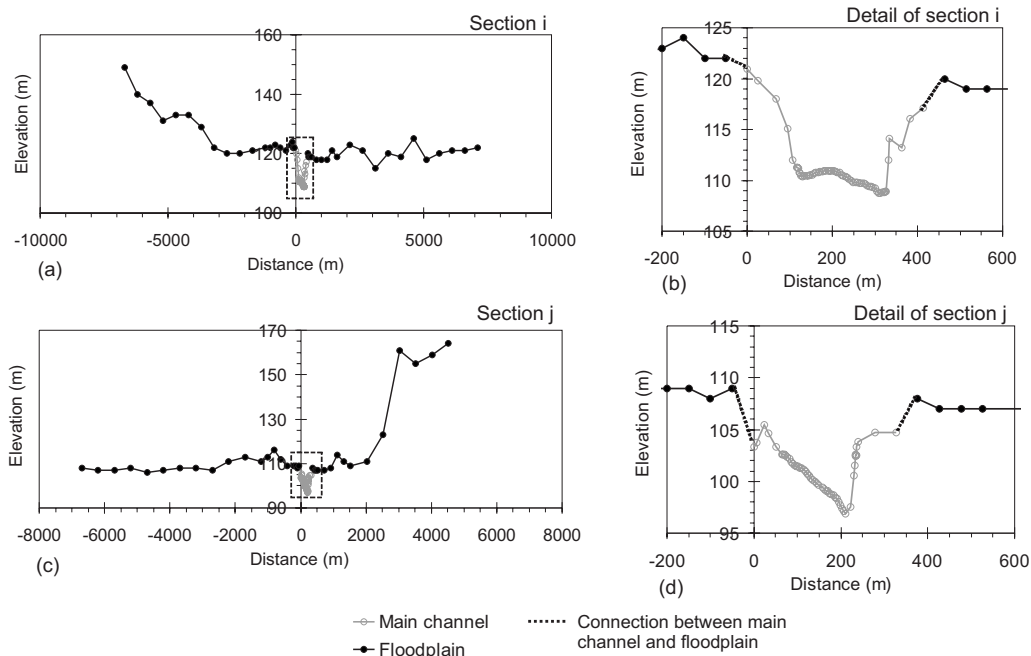 Section i
160
140
120
100
Elevation (m)
-10000
-5000
0
5000
10000
Distance (m)
(a)
Detail of section i
125
120
115
110
105
Elevation (m)
-200
0
200
400
600
Distance (m)
(b)
Section j
170
150
130
110
90
Elevation (m)
-8000
-6000
-4000
-2000
0
2000
4000
6000
8000
Distance (m)
(c)
Detail of section j
115
110
105
100
95
Elevation (m)
-200
0
200
400
600
Distance (m)
(d)
Main channel
Floodplain
Connection between main
channel and floodplain